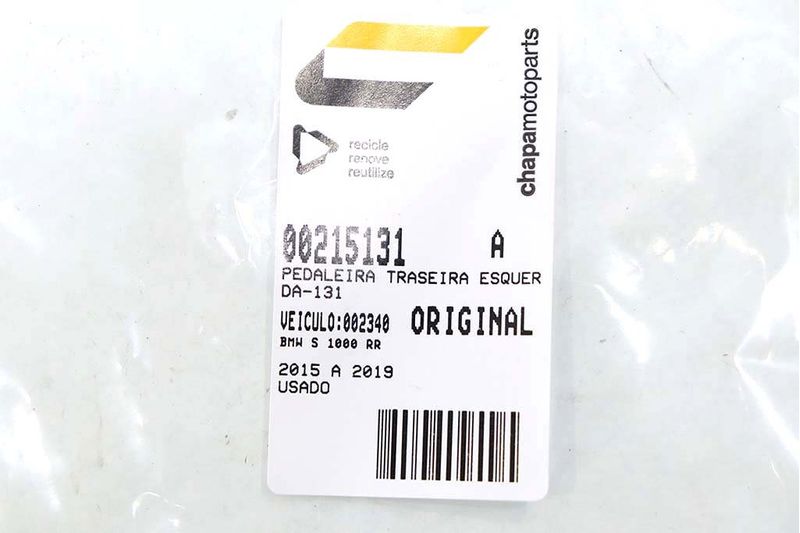 chapamotoparts
recicle
renove
reutilize
00215131 A
PEDALEIRA TRASEIRA ESQUER
DA-131
VEICULO:002340 ORIGINAL
BMW S 1000 RR
2015 A 2019
USADO